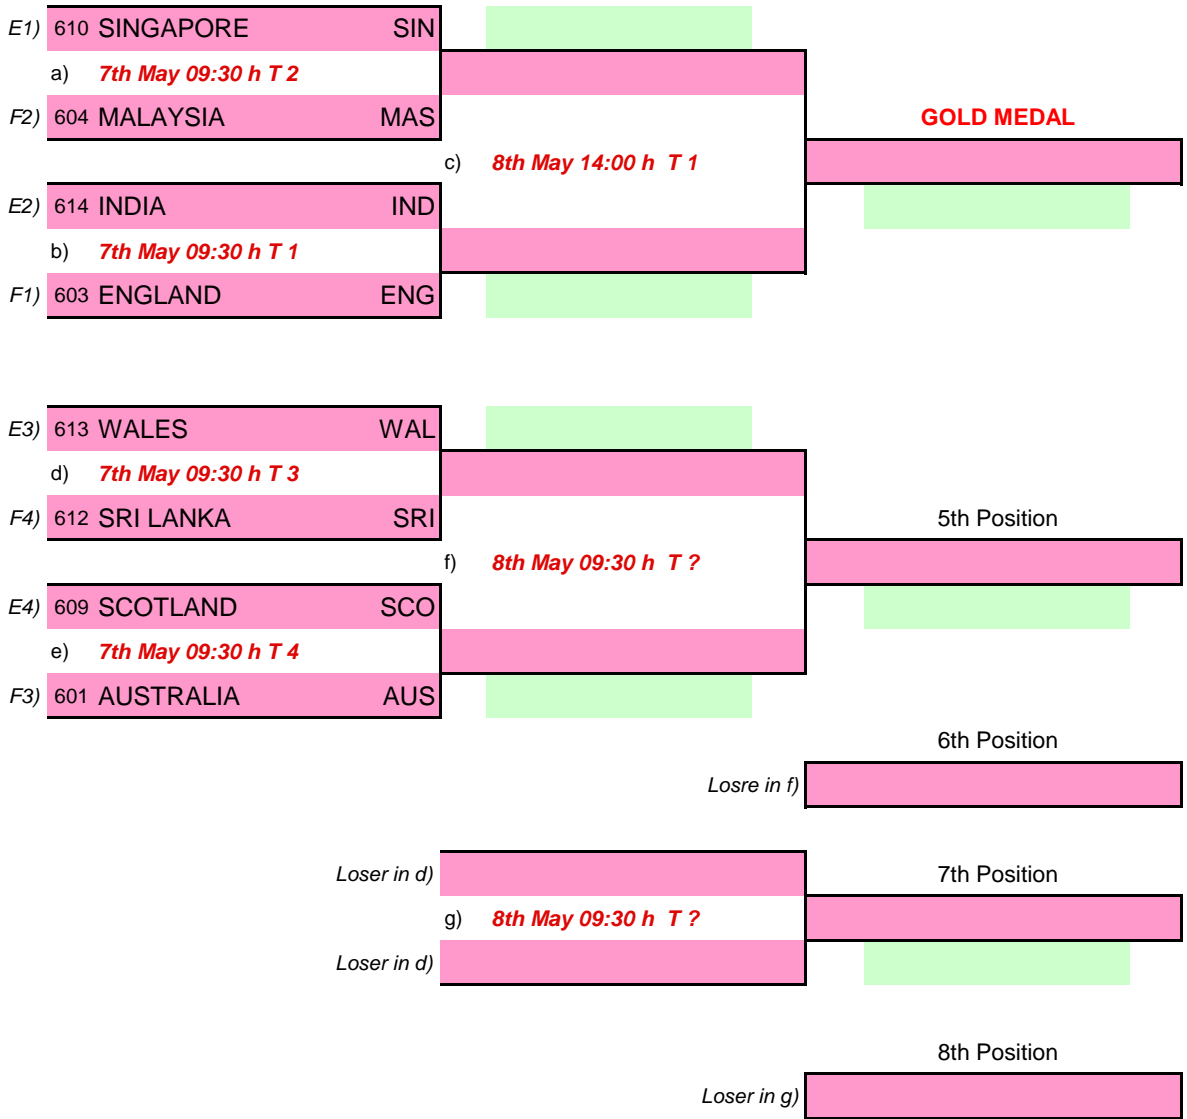 E1) 610 SINGAPORE SIN
a) 7th May 09:30 h T 2
F2) 604 MALAYSIA MAS
GOLD MEDAL
c) 8th May 14:00 h T 1
E2) 614 INDIA IND
b) 7th May 09:30 h T 1
F1) 603 ENGLAND ENG
E3) 613 WALES WAL
d) 7th May 09:30 h T 3
F4) 612 SRI LANKA SRI
5th Position
f) 8th May 09:30 h T ?
E4) 609 SCOTLAND SCO
e) 7th May 09:30 h T 4
F3) 601 AUSTRALIA AUS
6th Position
Losre in f)
Loser in d)
7th Position
g) 8th May 09:30 h T ?
Loser in d)
8th Position
Loser in g)